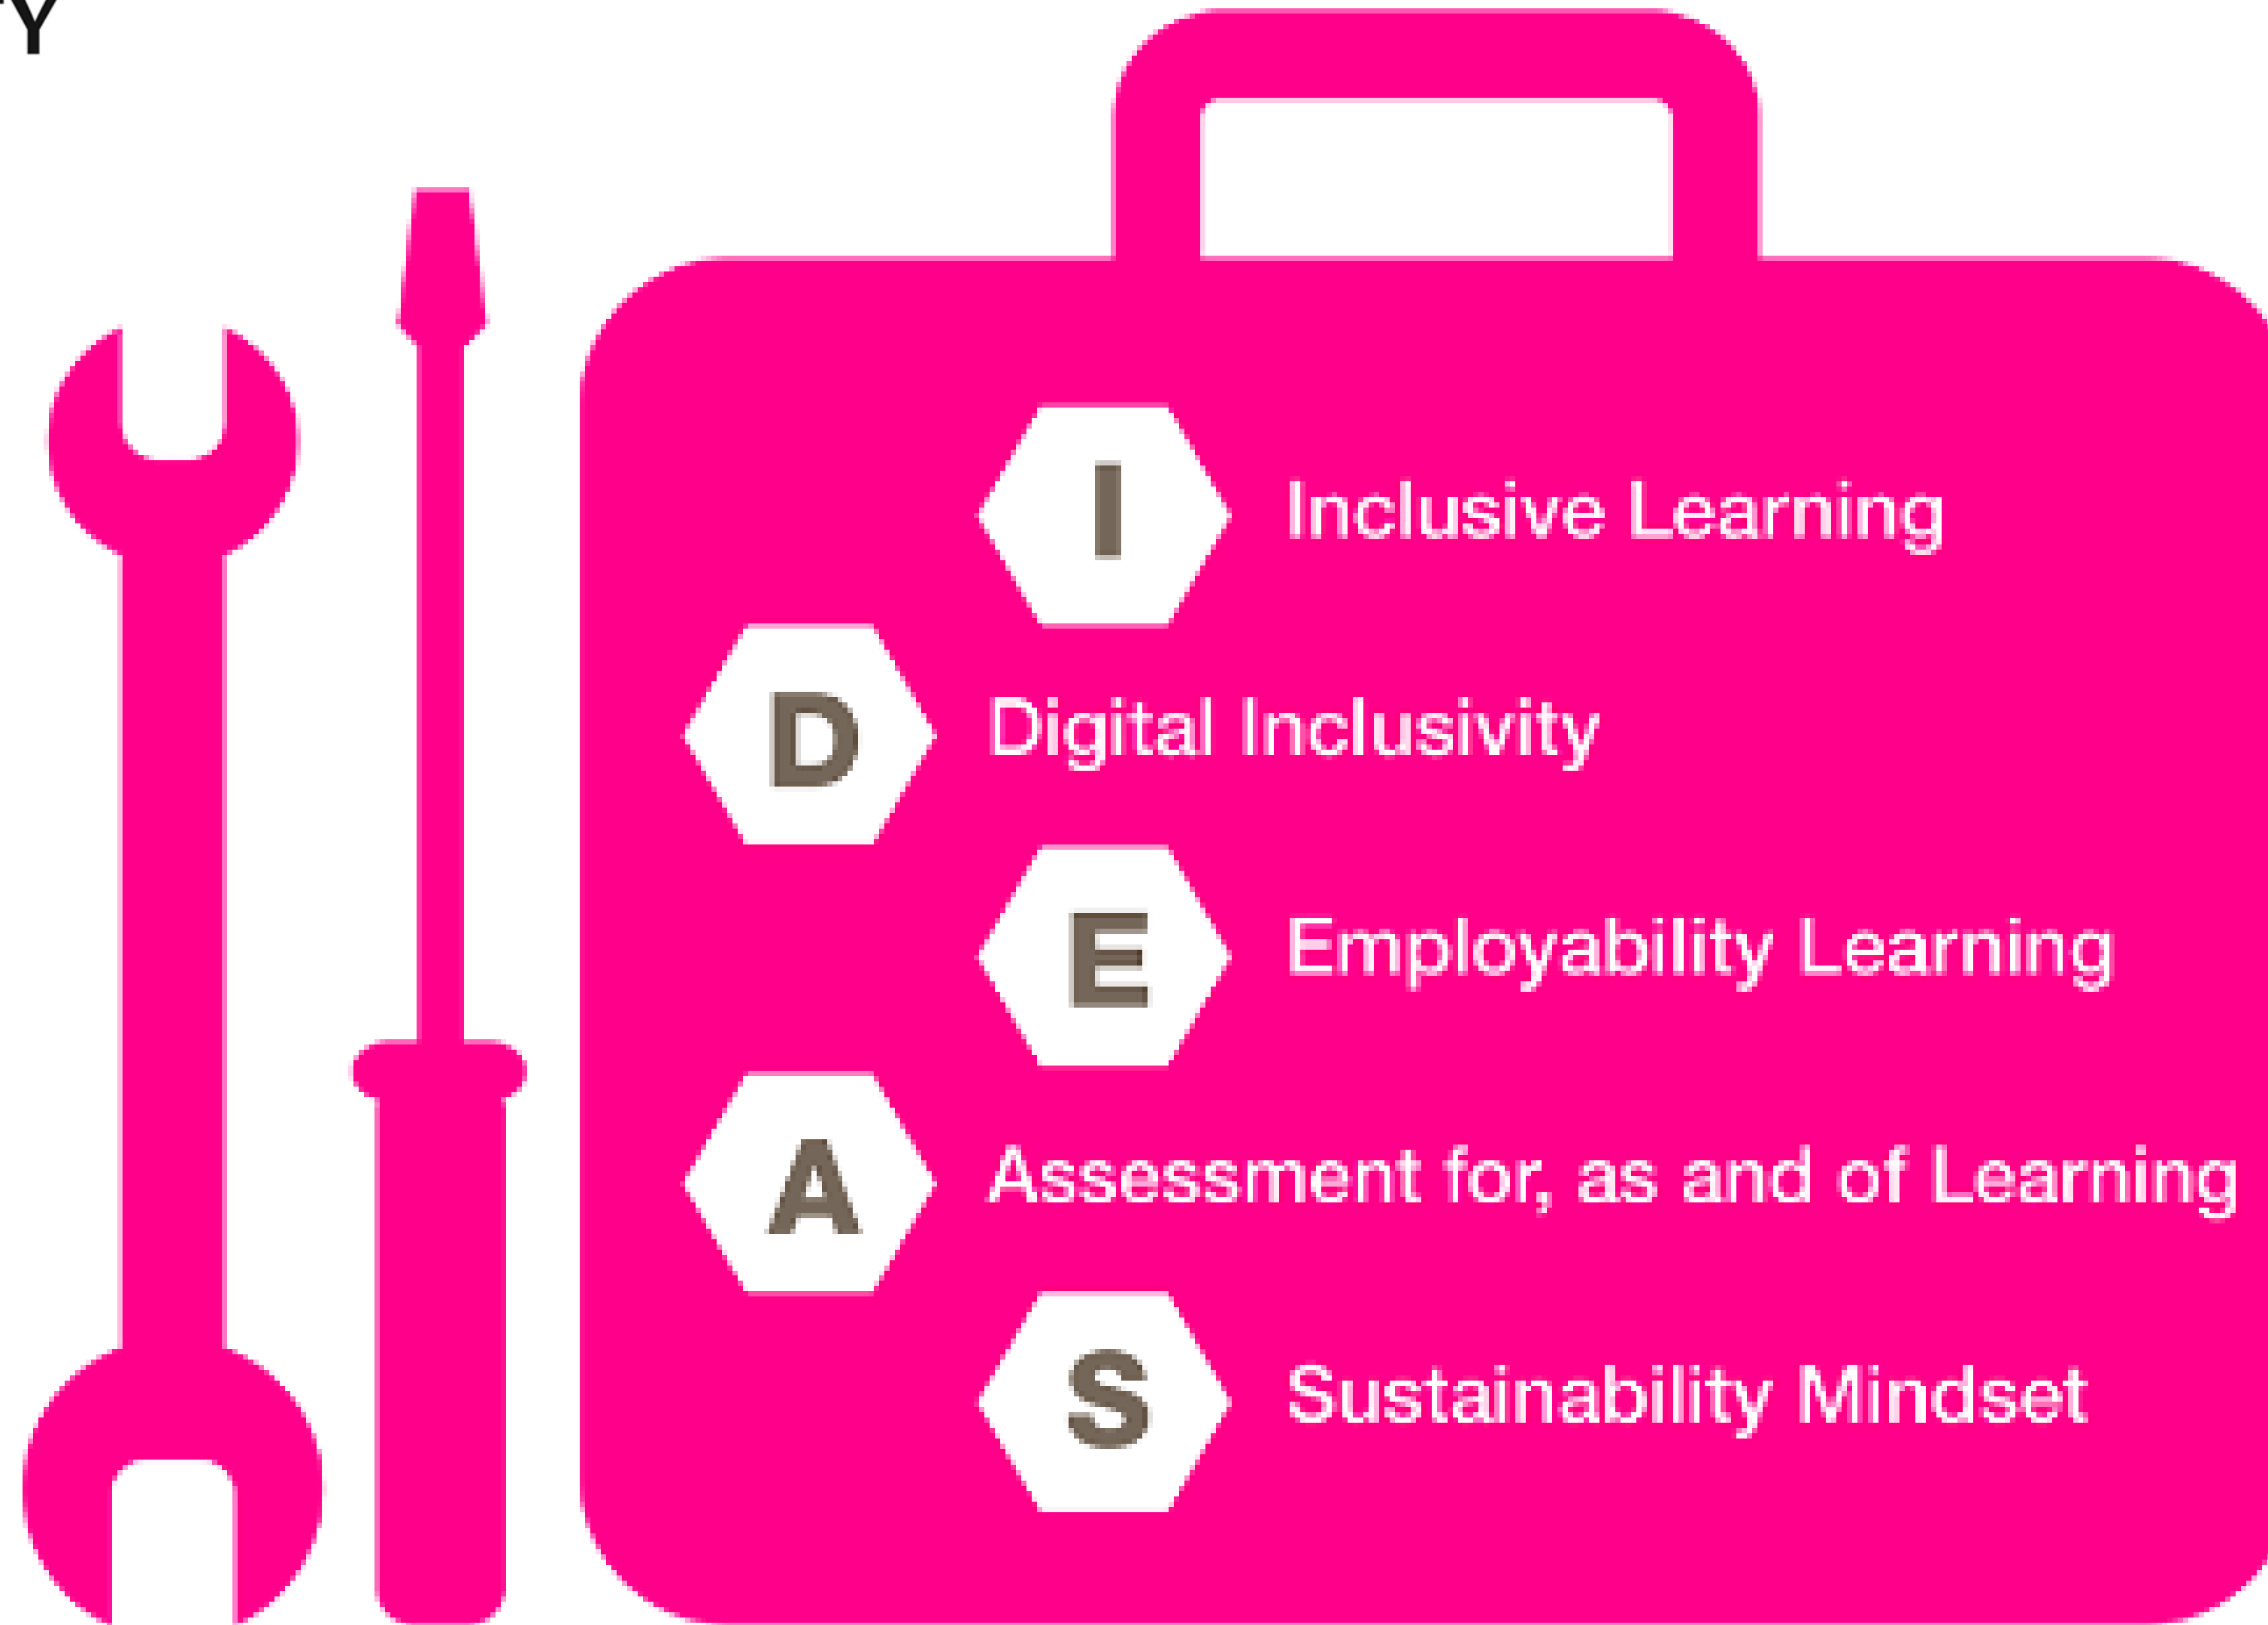 Y
I Inclusive Learning
D Digital Inclusivity
E Employability Learning
A Assessment for, as and of Learning
S Sustainability Mindset